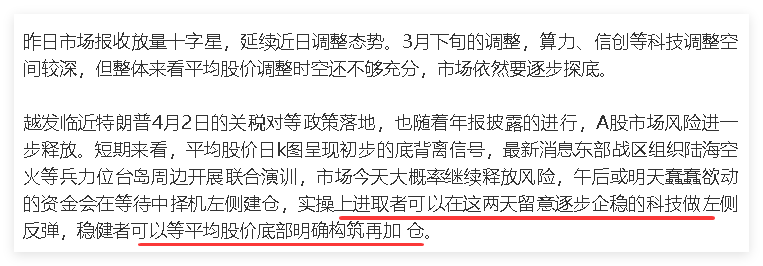 昨日市场报收放量十字星，延续近日调整态势。3月下旬的调整，算力、信创等科技调整空
间较深，但整体来看平均股价调整时空还不够充分，市场依然要逐步探底。
越发临近特朗普4月2日的关税对等政策落地，也随着年报披露的进行，A股市场风险进一
步释放。短期来看，平均股价日k图呈现初步的底背离信号，最新消息东部战区组织陆海空
火等兵力位台岛周边开展联合演训，市场今天大概率继续释放风险，午后或明天蠢蠢欲动
的资金会在等待中择机左侧建仓，实操上进取者可以在这两天留意逐步企稳的科技做左侧
反弹，稳健者可以等平均股价底部明确构筑再加 仓。